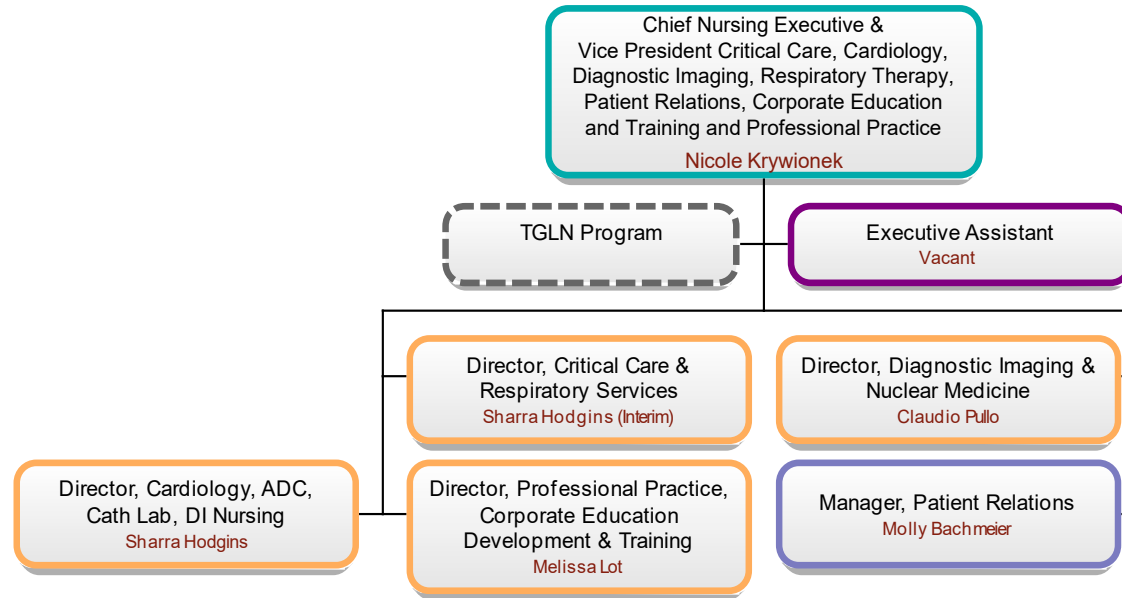 Chief Nursing Executive &
Vice President Critical Care, Cardiology,
Diagnostic Imaging, Respiratory Therapy,
Patient Relations, Corporate Education
and Training and Professional Practice
Nicole Krywionek
TGLN Program
Executive Assistant
Vacant
Director, Critical Care &
Respiratory Services
Sharra Hodgins (Interim)
Director, Diagnostic Imaging &
Nuclear Medicine
Claudio Pullo
Director, Cardiology, ADC,
Cath Lab, DI Nursing
Sharra Hodgins
Director, Professional Practice,
Corporate Education
Development & Training
Melissa Lot
Manager, Patient Relations
Molly Bachmeier